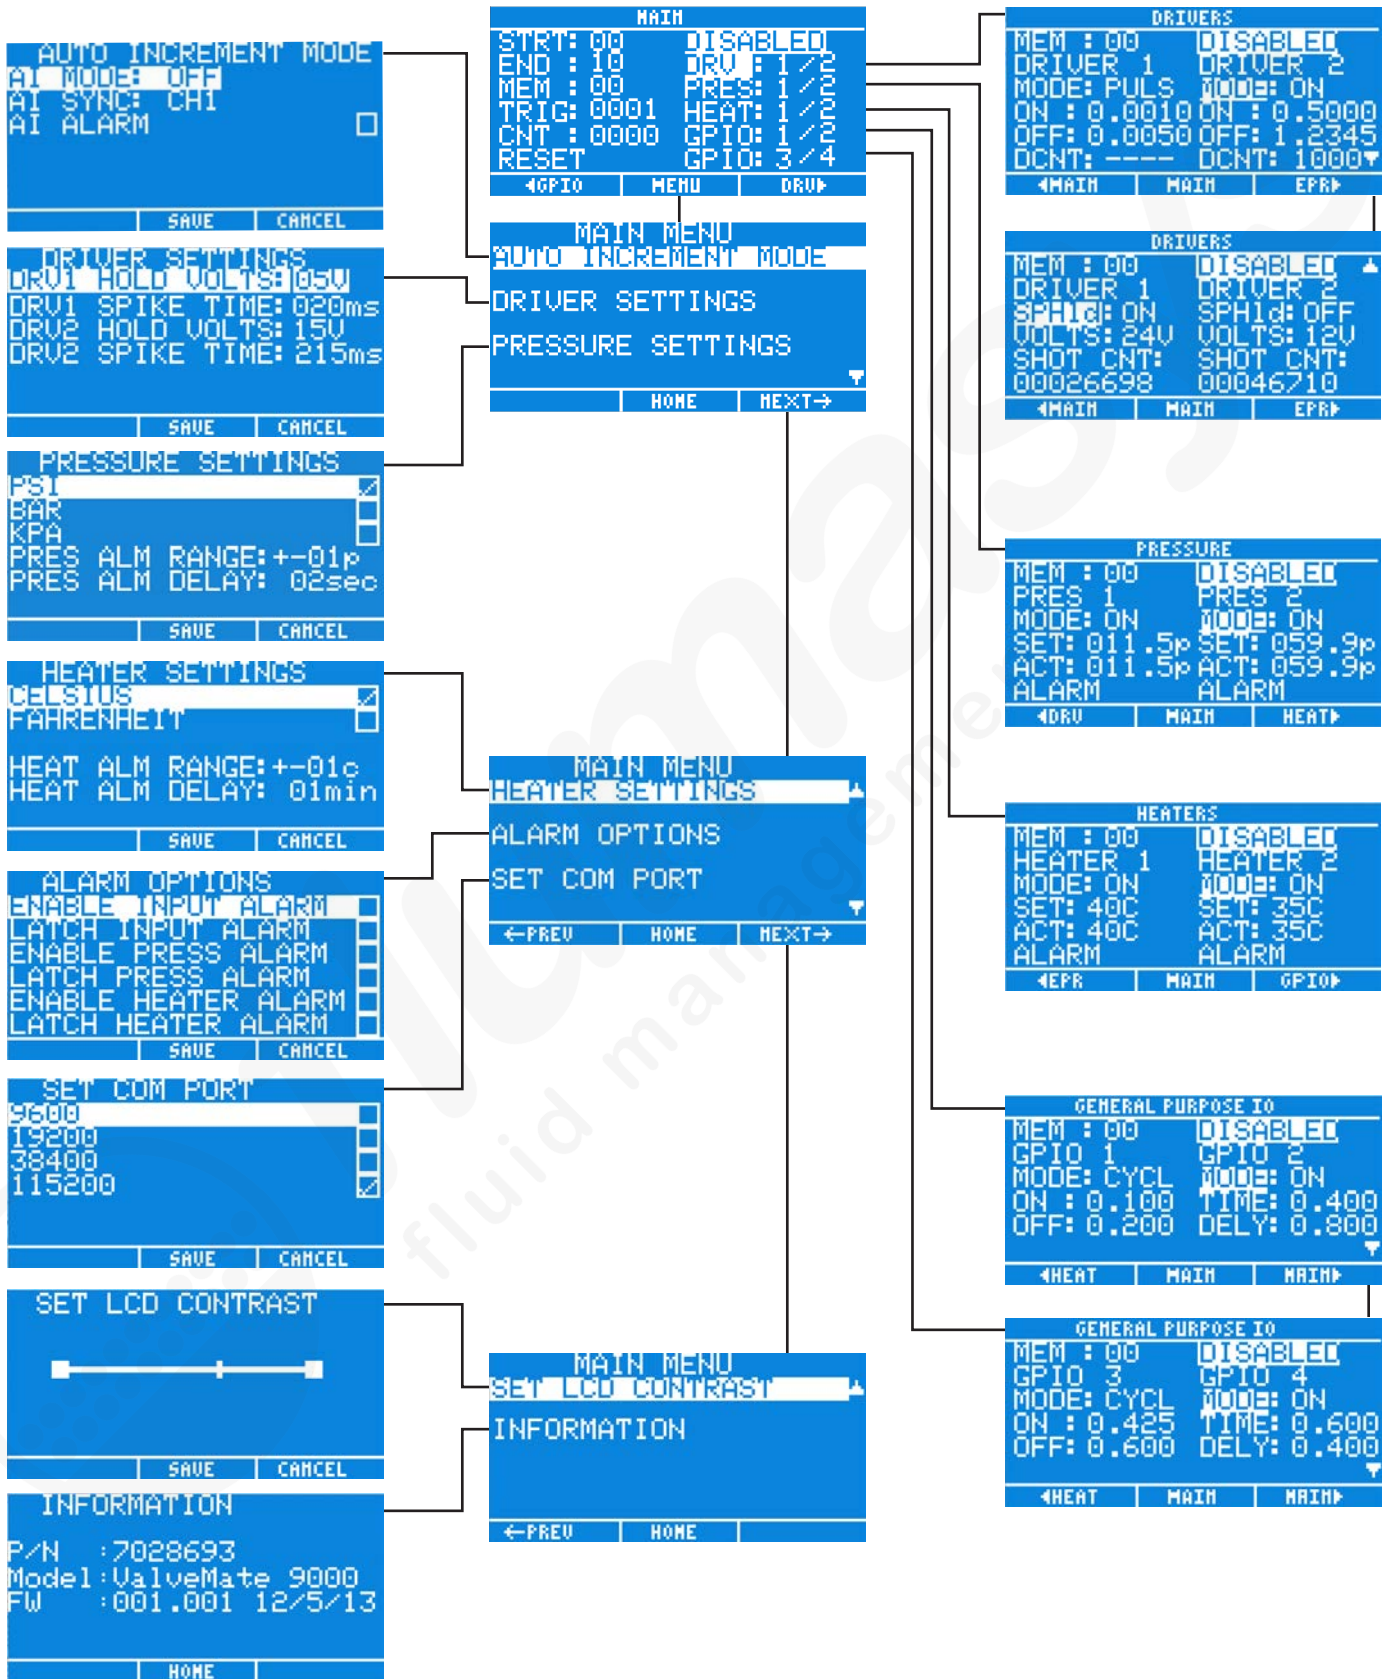 AUTO INCREMENT MODE
AI MODE: OFF
AI SYNC: CH1
AI ALARM
SAVE CANCEL
DRIVER SETTINGS
DRV1 HOLD VOLTS: 05V
DRV1 SPIKE TIME: 020ms
DRV2 HOLD VOLTS: 15V
DRV2 SPIKE TIME: 215ms
SAVE CANCEL
PRESSURE SETTINGS
PSI
BAR
KPA
PRES ALM RANGE:+-01p
PRES ALM DELAY: 02sec
SAVE CANCEL
HEATER SETTINGS
CELSIUS
FAHRENHEIT
HEAT ALM RANGE:+-01c
HEAT ALM DELAY: 01min
SAVE CANCEL
ALARM OPTIONS
ENABLE INPUT ALARM
LATCH INPUT ALARM
ENABLE PRESS ALARM
LATCH PRESS ALARM
ENABLE HEATER ALARM
LATCH HEATER ALARM
SAVE CANCEL
SET COM PORT
9600
19200
38400
115200
SAVE CANCEL
SET LCD CONTRAST
SAVE CANCEL
INFORMATION
P/N :7028693
Model:ValveMate 9000
FW :001.001 12/5/13
HOME
MAIN
STRT: 00 DISABLED
END : 10 DRV : 1/2
MEM : 00 PRES: 1/2
TRIG: 0001 HEAT: 1/2
CNT : 0000 GPIO: 1/2
RESET GPIO: 3/4
◄GPIO MENU DRV►
MAIN MENU
AUTO INCREMENT MODE
DRIVER SETTINGS
PRESSURE SETTINGS
HOME NEXT→
MAIN MENU
HEATER SETTINGS
ALARM OPTIONS
SET COM PORT
←PREV HOME NEXT→
MAIN MENU
SET LCD CONTRAST
INFORMATION
←PREV HOME
DRIVERS
MEM : 00 DISABLED
DRIVER 1 DRIVER 2
MODE: PULS MODE: ON
ON : 0.0010 ON : 0.5000
OFF: 0.0050 OFF: 1.2345
DCNT: ---- DCNT: 1000▼
◄MAIN MAIN EPR►
DRIVERS
MEM : 00 DISABLED
DRIVER 1 DRIVER 2
SPHld: ON SPHld: OFF
VOLTS: 24V VOLTS: 12V
SHOT CNT: SHOT CNT:
00026698 00046710
◄MAIN MAIN EPR►
PRESSURE
MEM : 00 DISABLED
PRES 1 PRES 2
MODE: ON MODE: ON
SET: 011.5p SET: 059.9p
ACT: 011.5p ACT: 059.9p
ALARM ALARM
◄DRV MAIN HEAT►
HEATERS
MEM : 00 DISABLED
HEATER 1 HEATER 2
MODE: ON MODE: ON
SET: 40C SET: 35C
ACT: 40C ACT: 35C
ALARM ALARM
◄EPR MAIN GPIO►
GENERAL PURPOSE IO
MEM : 00 DISABLED
GPIO 1 GPIO 2
MODE: CYCL MODE: ON
ON : 0.100 TIME: 0.400
OFF: 0.200 DELY: 0.800
◄HEAT MAIN MAIN►
GENERAL PURPOSE IO
MEM : 00 DISABLED
GPIO 3 GPIO 4
MODE: CYCL MODE: ON
ON : 0.425 TIME: 0.600
OFF: 0.600 DELY: 0.400
◄HEAT MAIN MAIN►
fluid management